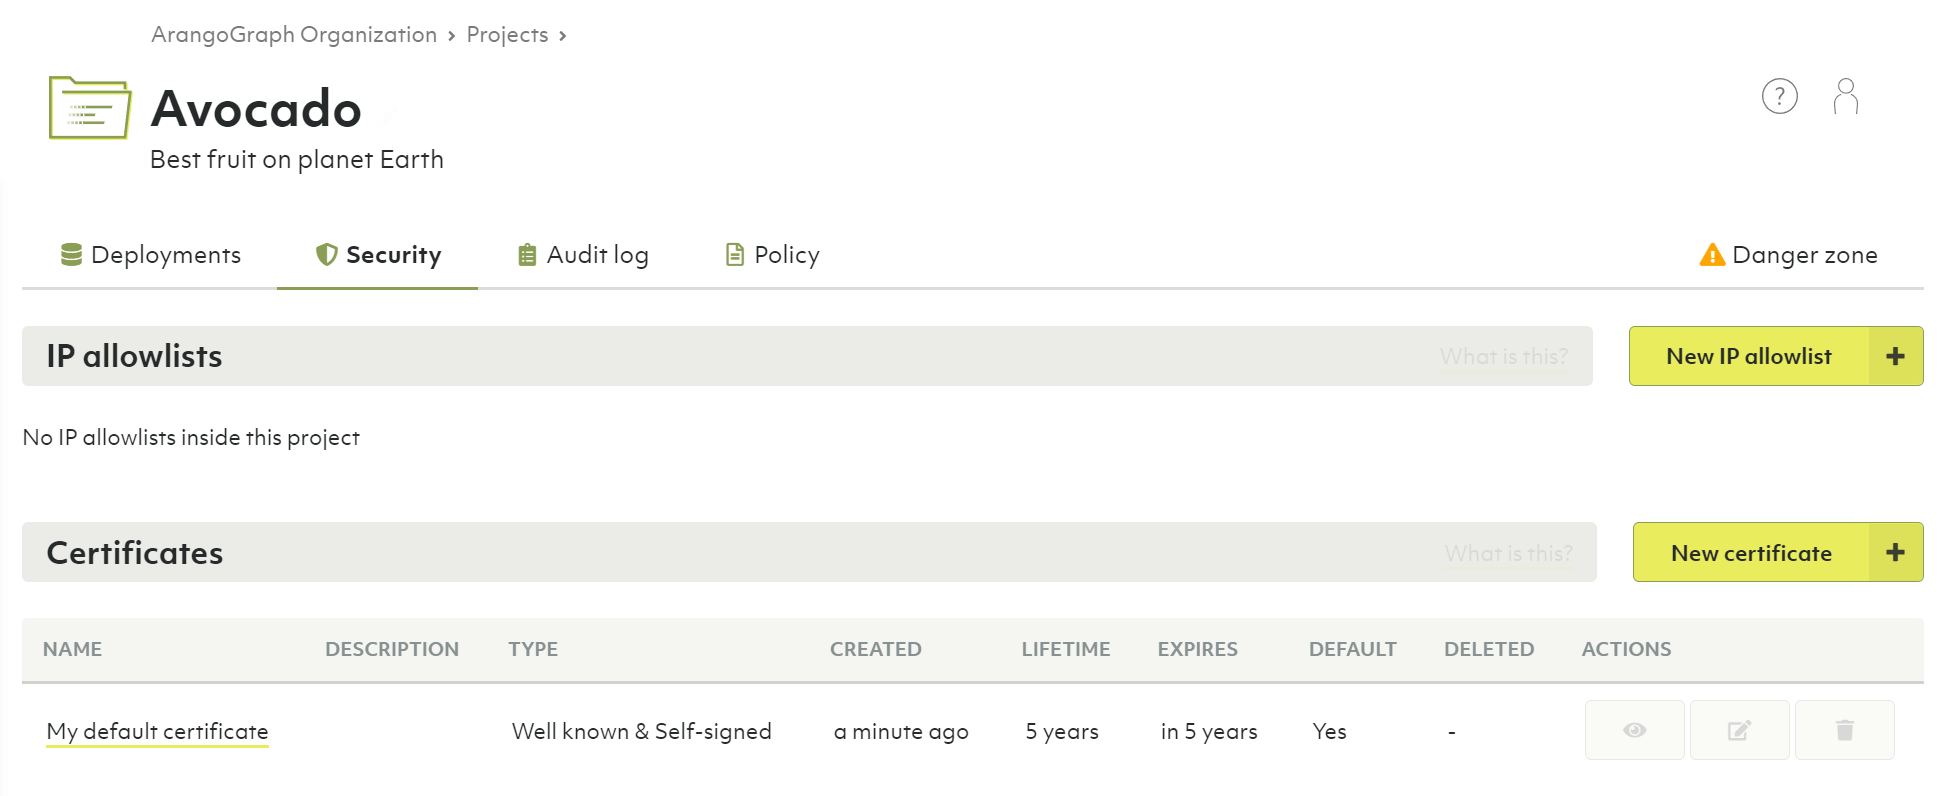 ArangoGraph Organization › Projects ›
Avocado
Best fruit on planet Earth
?
Deployments Security Audit log Policy Danger zone
IP allowlists What is this? New IP allowlist +
No IP allowlists inside this project
Certificates What is this? New certificate +
NAME DESCRIPTION TYPE CREATED LIFETIME EXPIRES DEFAULT DELETED ACTIONS
My default certificate Well known & Self-signed a minute ago 5 years in 5 years Yes -